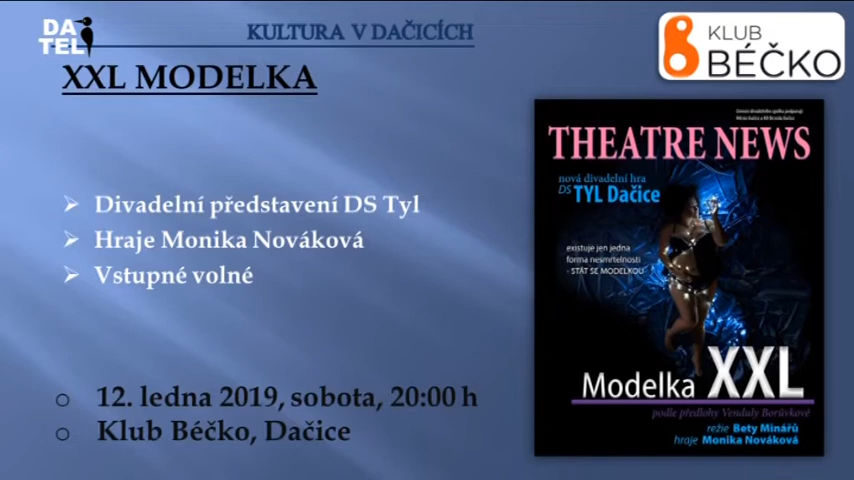 DA
TEL
KULTURA V DAČICÍCH
KLUB
BÉČKO
XXL MODELKA
Divadelní představení DS Tyl
Hraje Monika Nováková
Vstupné volné
12. ledna 2019, sobota, 20:00 h
Klub Béčko, Dačice
THEATRE NEWS
nová divadelní hra
DS TYL Dačice
existuje jen jedna
forma nesmrtelnosti
- STÁT SE MODELKOU
Modelka XXL
podle předlohy Venduly Borůvkové
režie Bety Minářů
hraje Monika Nováková